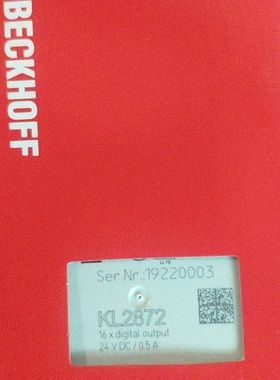 BECKHOFF
Ser.Nr.:19220003
KL2872
16 x digital output
24 V DC / 0.5 A